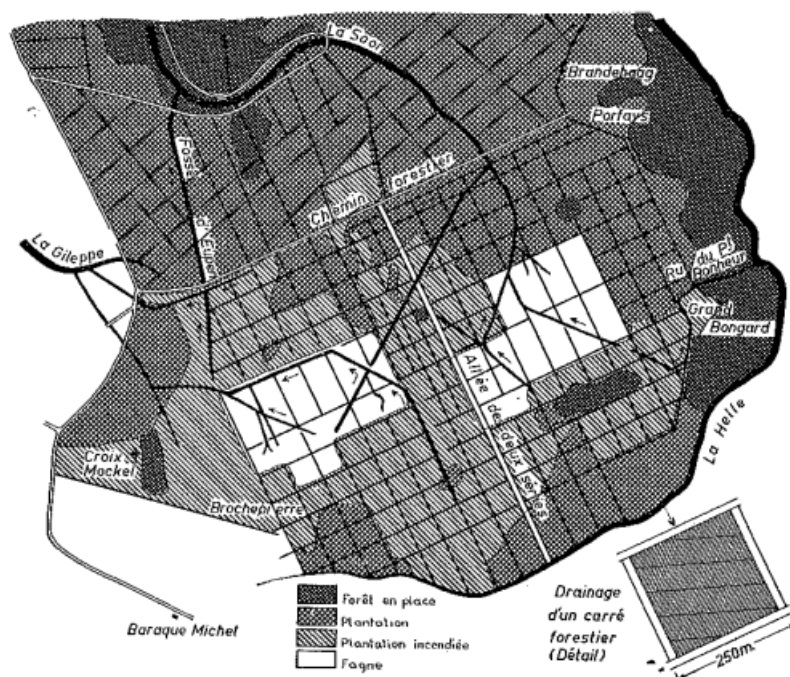 La Soor
Brandehaag
Porfays
Fossé d'Eupen
Chemin Forestier
La Gileppe
Ru du Pt Bonheur
Grand Bongard
Allée des deux séries
La Helle
Croix Mockel
Brochepierre
Baraque Michel
Forêt en place
Plantation
Plantation incendiée
Fagne
Drainage
d'un carré
forestier
(Détail)
250m.